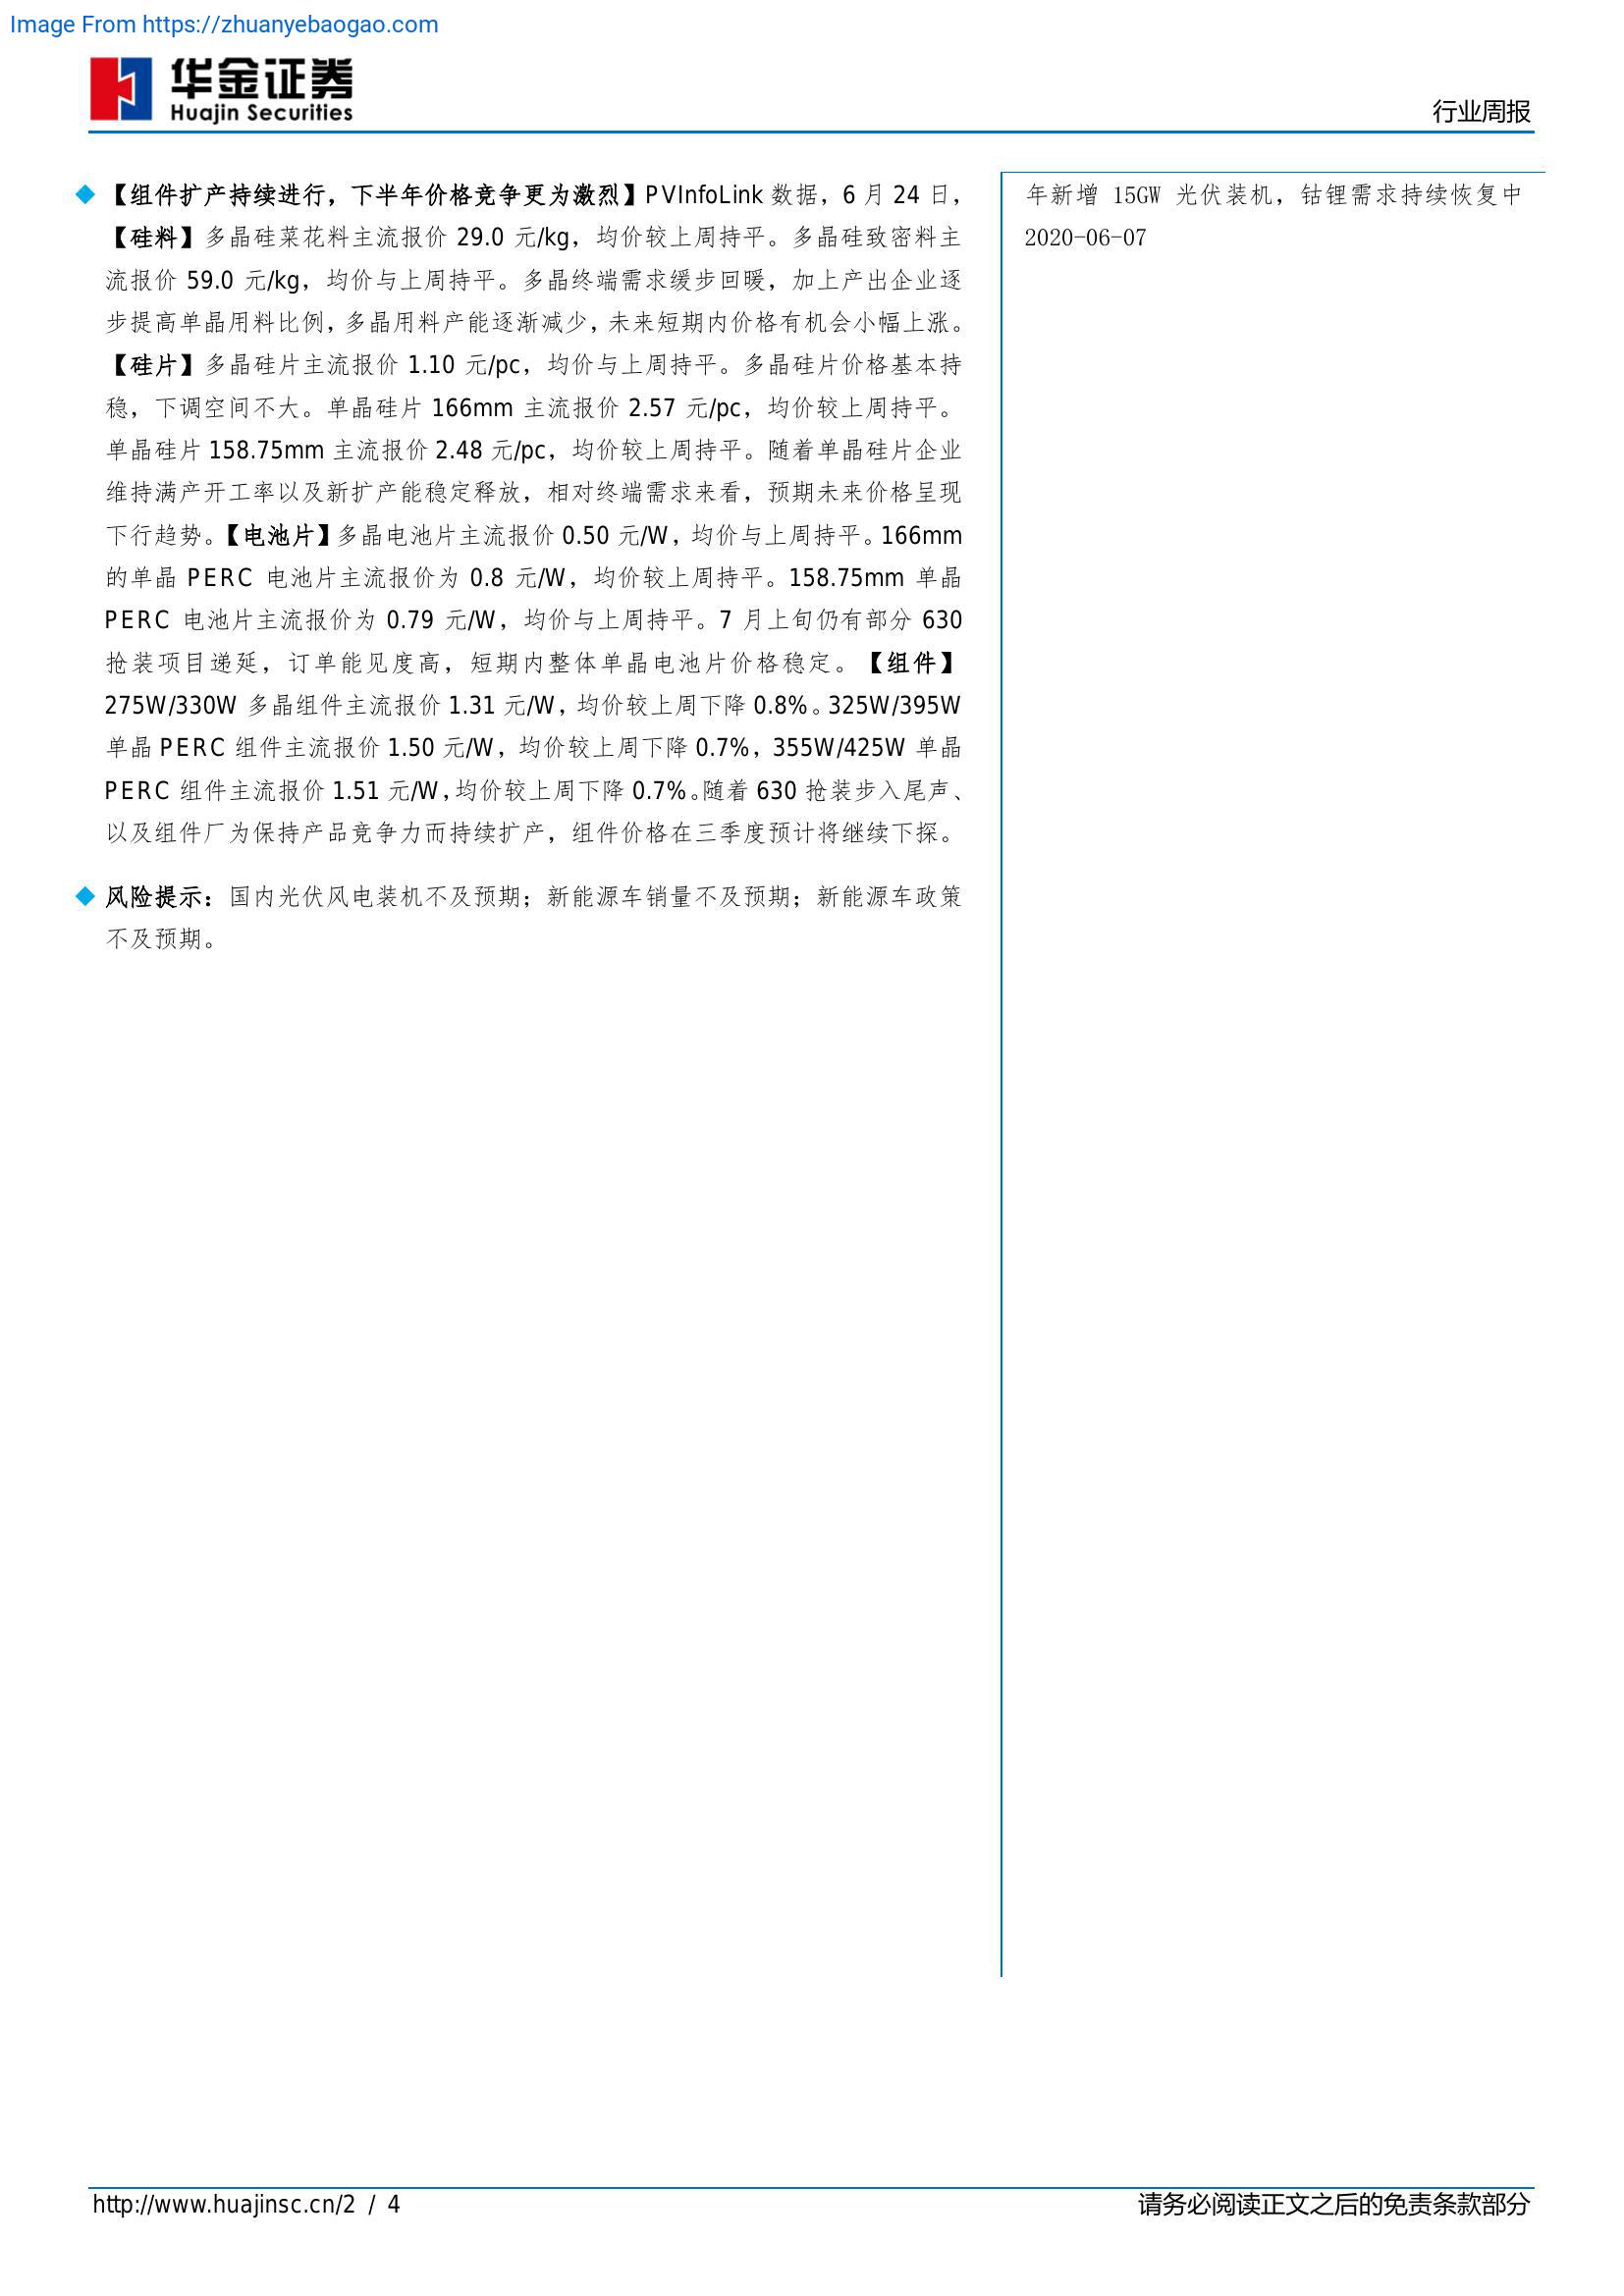 Image From https://zhuanyebaogao.com
华金证券
Huajin Securities
行业周报
【组件扩产持续进行，下半年价格竞争更为激烈】PVInfoLink 数据，6 月 24 日，
【硅料】多晶硅菜花料主流报价 29.0 元/kg，均价较上周持平。多晶硅致密料主
流报价 59.0 元/kg，均价与上周持平。多晶终端需求缓步回暖，加上产出企业逐
步提高单晶用料比例，多晶用料产能逐渐减少，未来短期内价格有机会小幅上涨。
【硅片】多晶硅片主流报价 1.10 元/pc，均价与上周持平。多晶硅片价格基本持
稳，下调空间不大。单晶硅片 166mm 主流报价 2.57 元/pc，均价较上周持平。
单晶硅片 158.75mm 主流报价 2.48 元/pc，均价较上周持平。随着单晶硅片企业
维持满产开工率以及新扩产能稳定释放，相对终端需求来看，预期未来价格呈现
下行趋势。【电池片】多晶电池片主流报价 0.50 元/W，均价与上周持平。166mm
的单晶 PERC 电池片主流报价为 0.8 元/W，均价较上周持平。158.75mm 单晶
PERC 电池片主流报价为 0.79 元/W，均价与上周持平。7 月上旬仍有部分 630
抢装项目递延，订单能见度高，短期内整体单晶电池片价格稳定。【组件】
275W/330W 多晶组件主流报价 1.31 元/W，均价较上周下降 0.8%。325W/395W
单晶 PERC 组件主流报价 1.50 元/W，均价较上周下降 0.7%，355W/425W 单晶
PERC 组件主流报价 1.51 元/W，均价较上周下降 0.7%。随着 630 抢装步入尾声、
以及组件厂为保持产品竞争力而持续扩产，组件价格在三季度预计将继续下探。
风险提示：国内光伏风电装机不及预期；新能源车销量不及预期；新能源车政策
不及预期。
年新增 15GW 光伏装机，钴锂需求持续恢复中
2020-06-07
http://www.huajinsc.cn/2 / 4
请务必阅读正文之后的免责条款部分